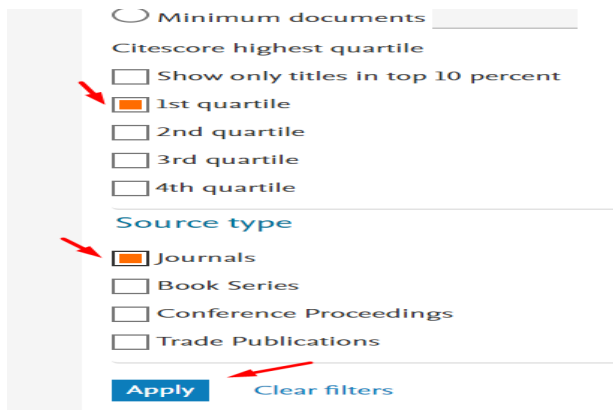 Minimum documents
Citescore highest quartile
Show only titles in top 10 percent
1st quartile
2nd quartile
3rd quartile
4th quartile
Source type
Journals
Book Series
Conference Proceedings
Trade Publications
Apply Clear filters